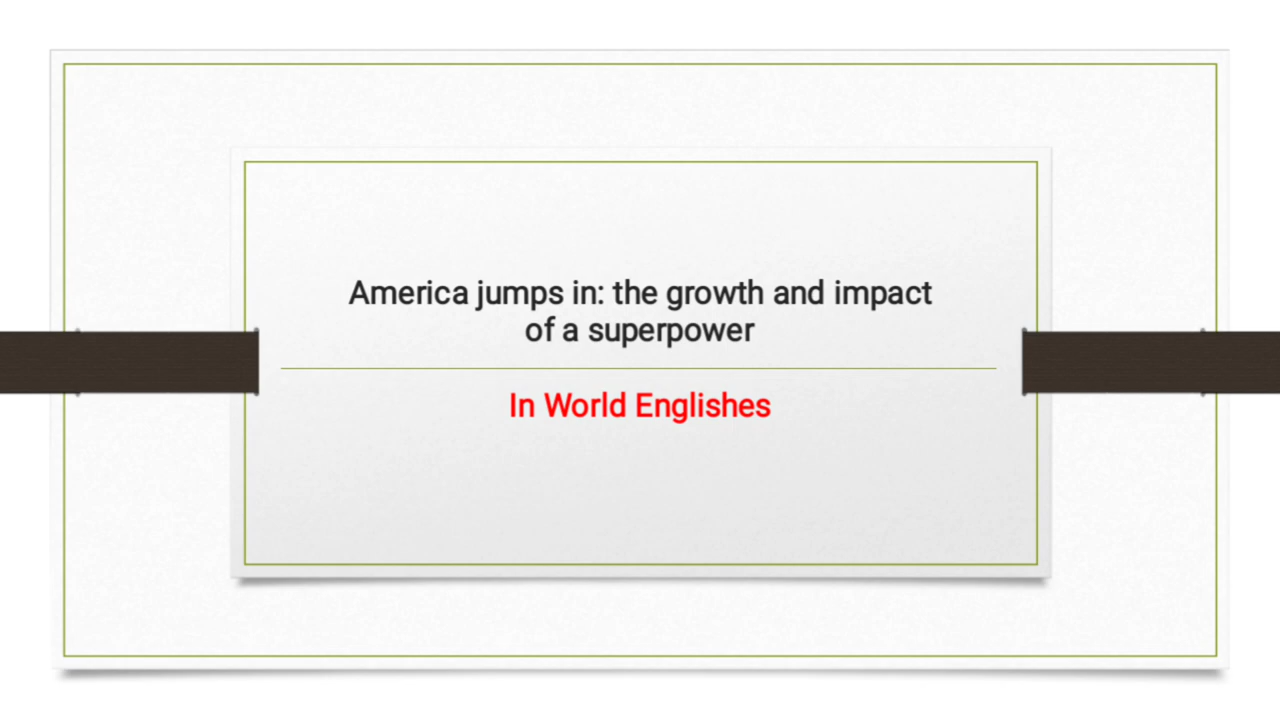 America jumps in: the growth and impact
of a superpower
In World Englishes